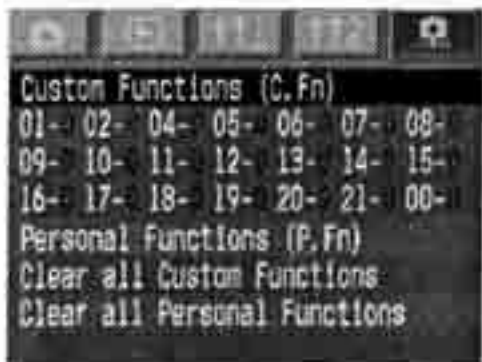 Custom Functions (C.Fn)
01- 02- 04- 05- 06- 07- 08-
09- 10- 11- 12- 13- 14- 15-
16- 17- 18- 19- 20- 21- 00-
Personal Functions (P.Fn)
Clear all Custom Functions
Clear all Personal Functions